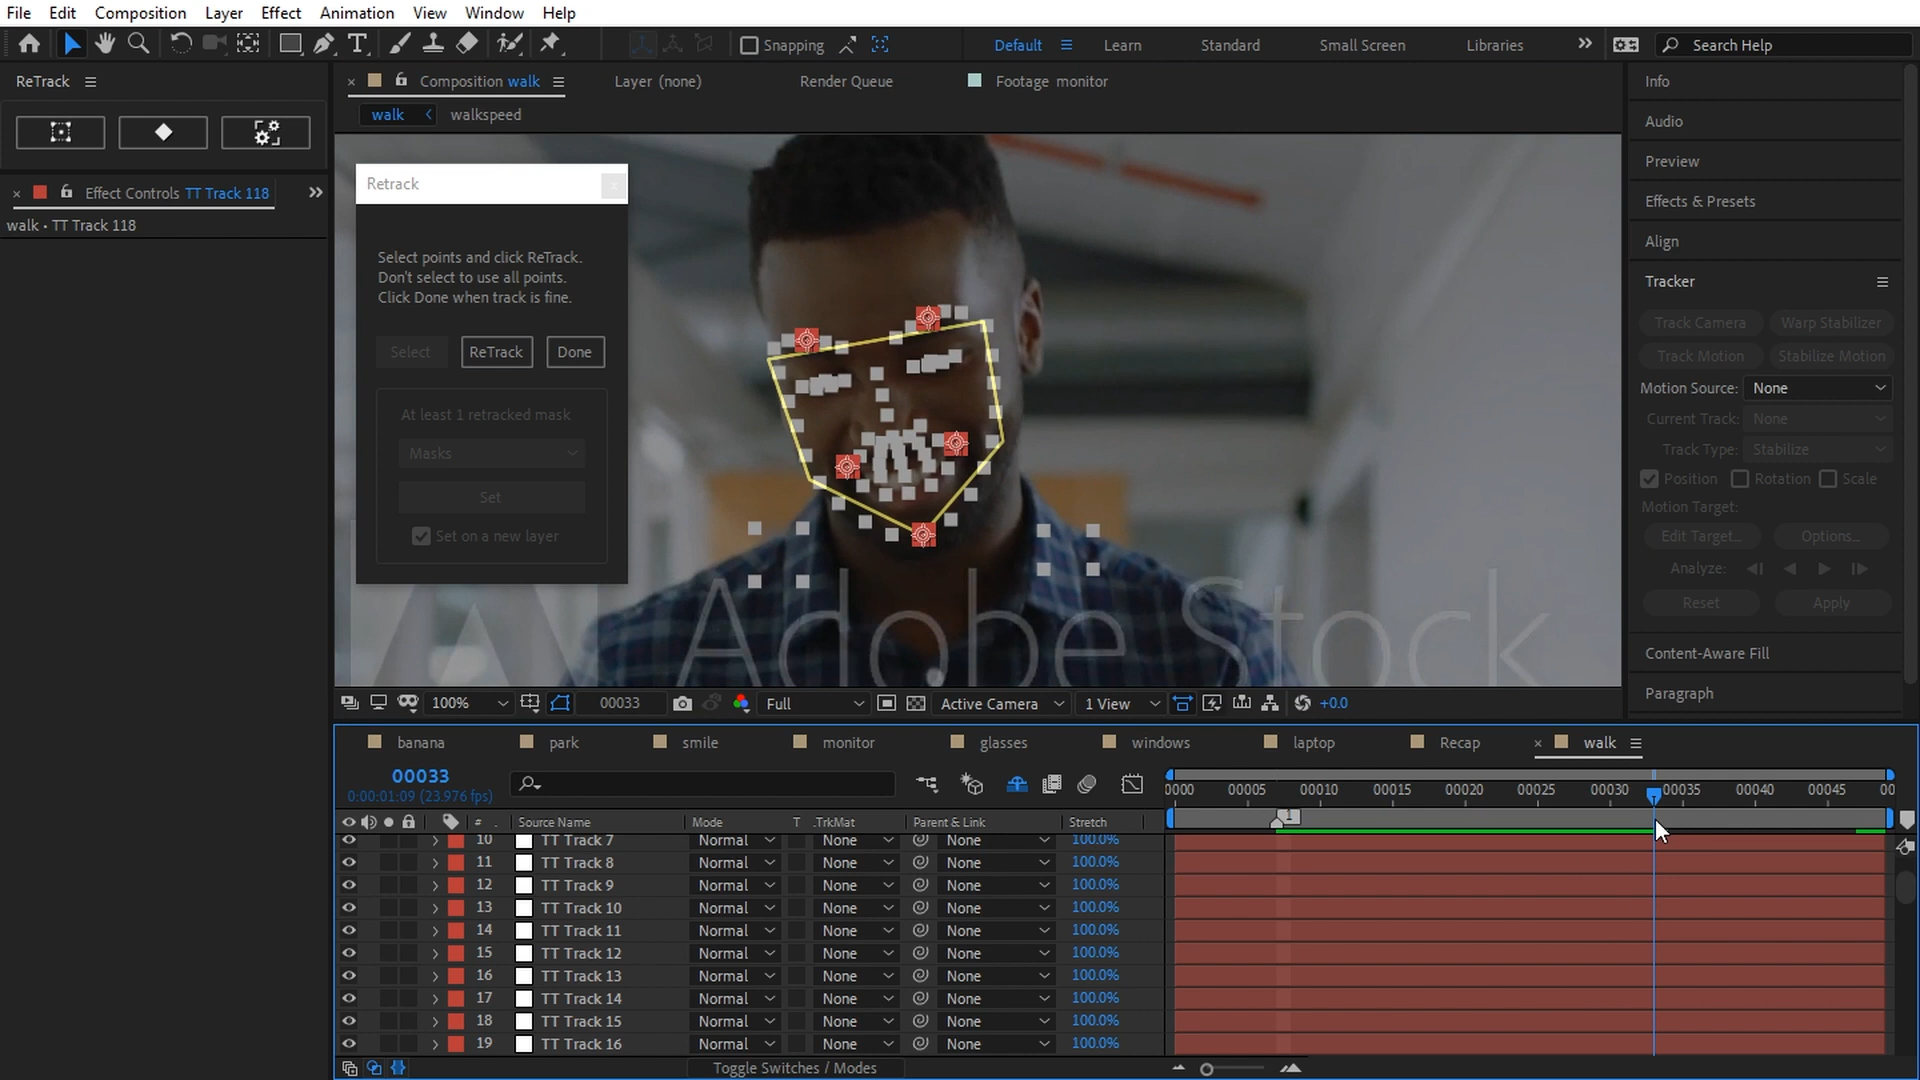 File Edit Composition Layer Effect Animation View Window Help
Snapping Default Learn Standard Small Screen Libraries Search Help
ReTrack
Composition walk Layer (none) Render Queue Footage monitor
walk walkspeed
Effect Controls TT Track 118
walk • TT Track 118
Retrack
Select points and click ReTrack.
Don't select to use all points.
Click Done when track is fine.
Select ReTrack Done
At least 1 retracked mask
Masks
Set
Set on a new layer
Adobe Stock
Info
Audio
Preview
Effects & Presets
Align
Tracker
Track Camera Warp Stabilizer
Track Motion Stabilize Motion
Motion Source: None
Current Track: None
Track Type: Stabilize
Position Rotation Scale
Motion Target:
Edit Target... Options...
Analyze:
Reset Apply
Content-Aware Fill
Paragraph
100% 00033 Full Active Camera 1 View +0.0
banana park smile monitor glasses windows laptop Recap walk
00033
0:00:01:09 (23.976 fps)
0000 00005 00010 00015 00020 00025 00030 00035 00040 00045 00
# Source Name Mode T .TrkMat Parent & Link Stretch
1
10 TT Track 7 Normal None None 100.0%
11 TT Track 8 Normal None None 100.0%
12 TT Track 9 Normal None None 100.0%
13 TT Track 10 Normal None None 100.0%
14 TT Track 11 Normal None None 100.0%
15 TT Track 12 Normal None None 100.0%
16 TT Track 13 Normal None None 100.0%
17 TT Track 14 Normal None None 100.0%
18 TT Track 15 Normal None None 100.0%
19 TT Track 16 Normal None None 100.0%
Toggle Switches / Modes